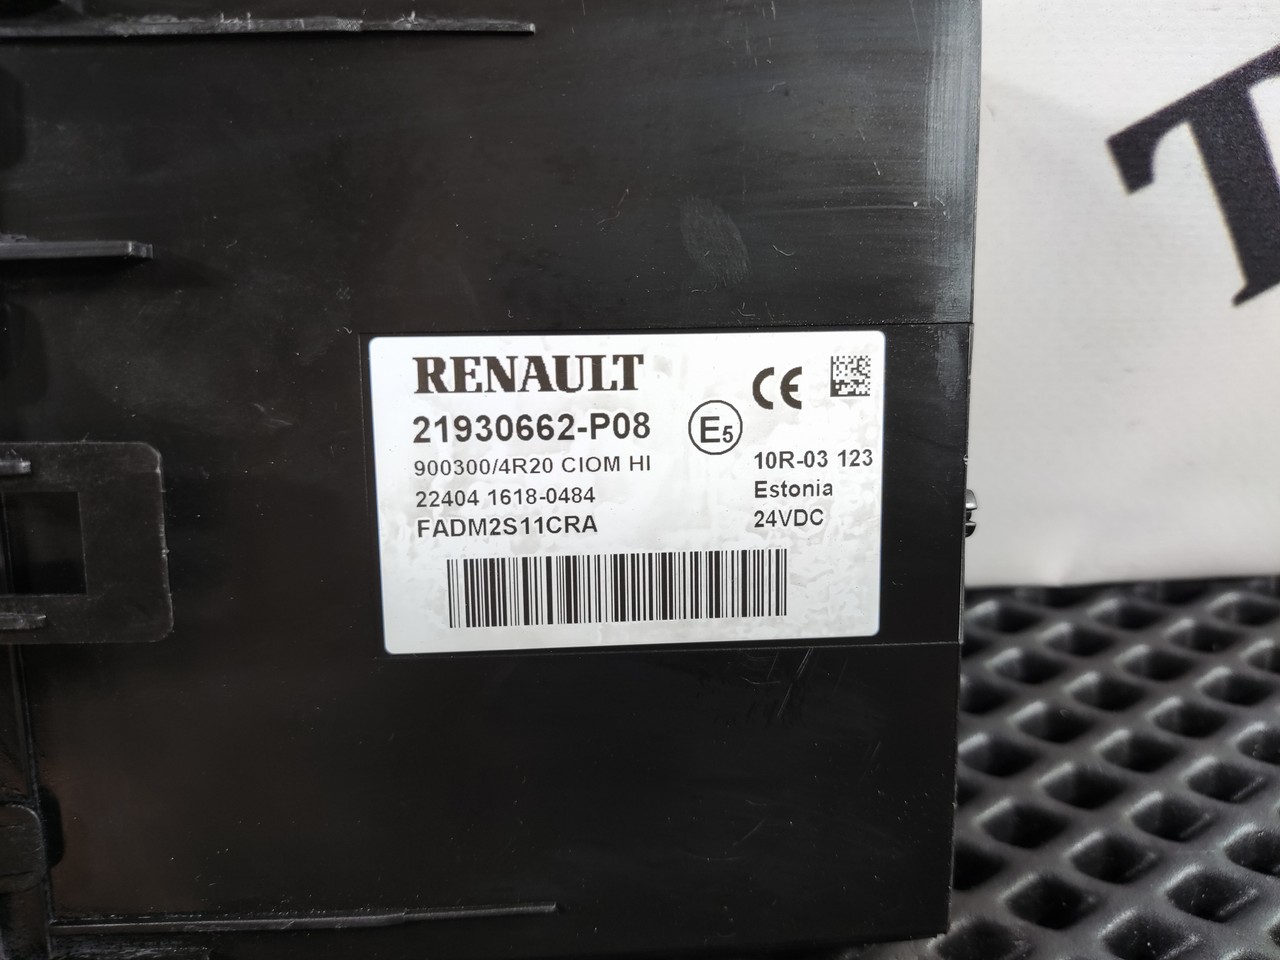 RENAULT
21930662-P08
900300/4R20 CIOM HI
22404 1618-0484
FADM2S11CRA
E5
CE
10R-03 123
Estonia
24VDC
T